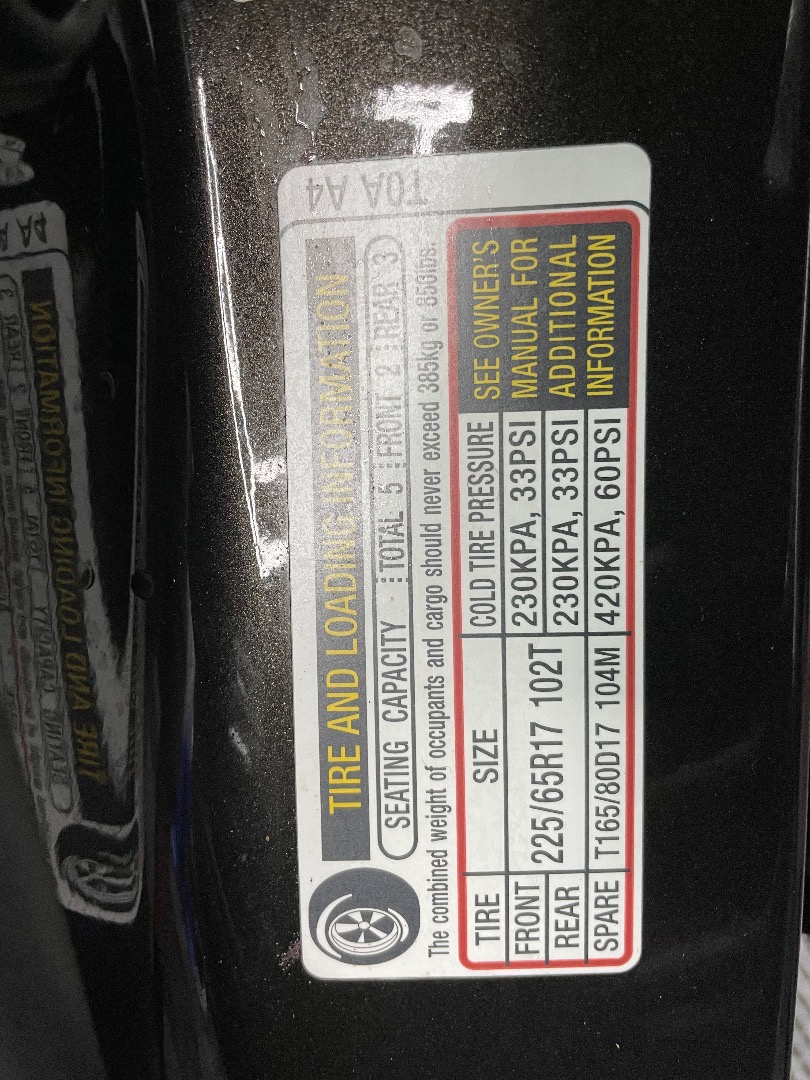 TIRE AND LOADING INFORMATION
SEATING CAPACITY TOTAL 5 FRONT 2 REAR 3
The combined weight of occupants and cargo should never exceed 385kg or 850lbs.
TIRE SIZE COLD TIRE PRESSURE SEE OWNER'S
FRONT 225/65R17 102T 230KPA, 33PSI MANUAL FOR
REAR 230KPA, 33PSI ADDITIONAL
SPARE T165/80D17 104M 420KPA, 60PSI INFORMATION
T0A A4